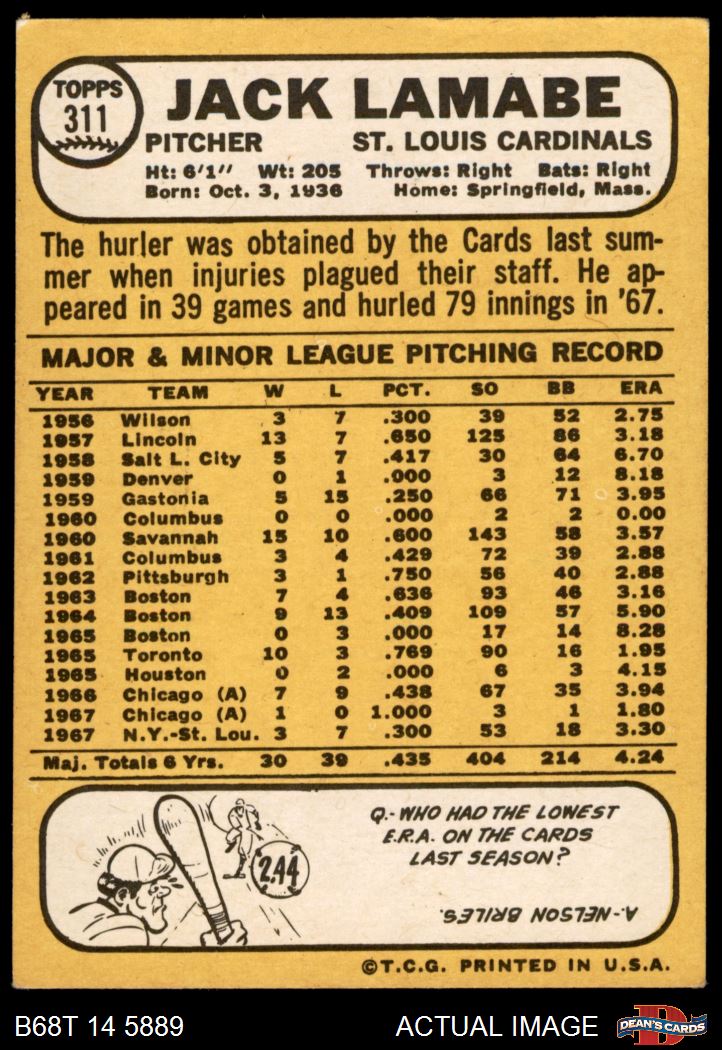 TOPPS
311
JACK LAMABE
PITCHER ST. LOUIS CARDINALS
Ht: 6'1" Wt: 205 Throws: Right Bats: Right
Born: Oct. 3, 1936 Home: Springfield, Mass.
The hurler was obtained by the Cards last sum-
mer when injuries plagued their staff. He ap-
peared in 39 games and hurled 79 innings in '67.
MAJOR & MINOR LEAGUE PITCHING RECORD
YEAR TEAM W L PCT. SO BB ERA
1956 Wilson 3 7 .300 39 52 2.75
1957 Lincoln 13 7 .650 125 86 3.18
1958 Salt L. City 5 7 .417 30 64 6.70
1959 Denver 0 1 .000 3 12 8.18
1959 Gastonia 5 15 .250 66 71 3.95
1960 Columbus 0 0 .000 2 2 0.00
1960 Savannah 15 10 .600 143 58 3.57
1961 Columbus 3 4 .429 72 39 2.88
1962 Pittsburgh 3 1 .750 56 40 2.88
1963 Boston 7 4 .636 93 46 3.16
1964 Boston 9 13 .409 109 57 5.90
1965 Boston 0 3 .000 17 14 8.28
1965 Toronto 10 3 .769 90 16 1.95
1965 Houston 0 2 .000 6 3 4.15
1966 Chicago (A) 7 9 .438 67 35 3.94
1967 Chicago (A) 1 0 1.000 3 1 1.80
1967 N.Y.-St. Lou. 3 7 .300 53 18 3.30
Maj. Totals 6 Yrs. 30 39 .435 404 214 4.24
2.44
Q.- WHO HAD THE LOWEST
E.R.A. ON THE CARDS
LAST SEASON?
A-NELSON BRILES.
©T.C.G. PRINTED IN U.S.A.
B68T 14 5889 ACTUAL IMAGE
D
DEAN'S CARDS